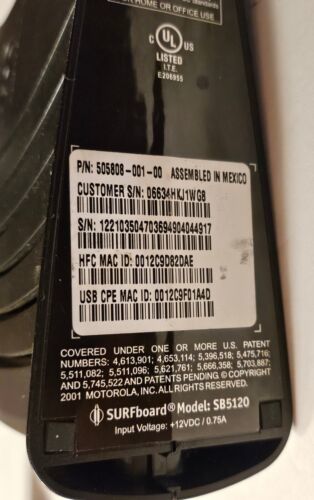 standards
FOR HOME OR OFFICE USE
C UL US
LISTED
I.T.E.
E206955
P/N: 505808-001-00 ASSEMBLED IN MEXICO
CUSTOMER S/N: 06634HKJ1WG8
S/N: 122103504703694904044917
HFC MAC ID: 0012C9D82DAE
USB CPE MAC ID: 0012C9F01A4D
COVERED UNDER ONE OR MORE U.S. PATENT
NUMBERS: 4,613,901; 4,653,114; 5,396,518; 5,475,716;
5,511,082; 5,511,096; 5,621,761; 5,666,358; 5,703,887;
AND 5,745,522 AND PATENTS PENDING. © COPYRIGHT
2001 MOTOROLA, INC. ALL RIGHTS RESERVED.
SURFboard® Model: SB5120
Input Voltage: +12VDC / 0.75A